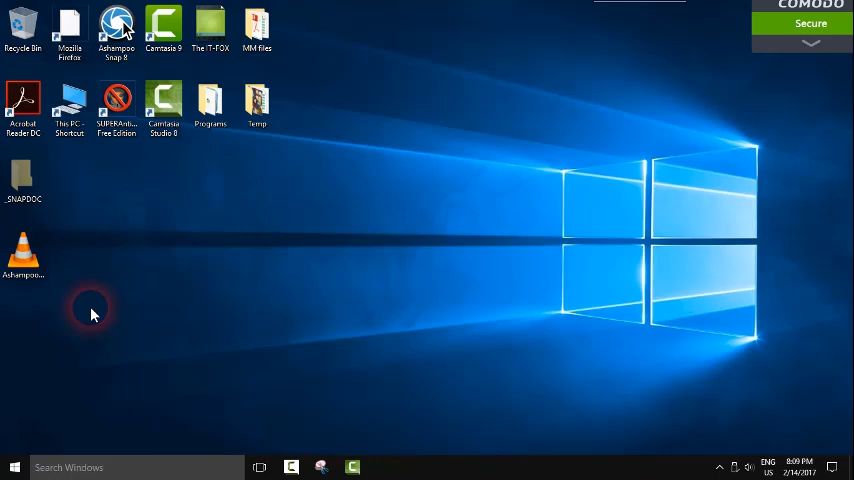 COMODO
Secure
Recycle Bin
Mozilla
Firefox
Ashampoo
Snap 8
Camtasia 9
The IT-FOX
MM files
Acrobat
Reader DC
This PC -
Shortcut
SUPERAnti...
Free Edition
Camtasia
Studio 8
Programs
Temp
_SNAPDOC
Ashampoo...
Search Windows
ENG
US
8:09 PM
2/14/2017